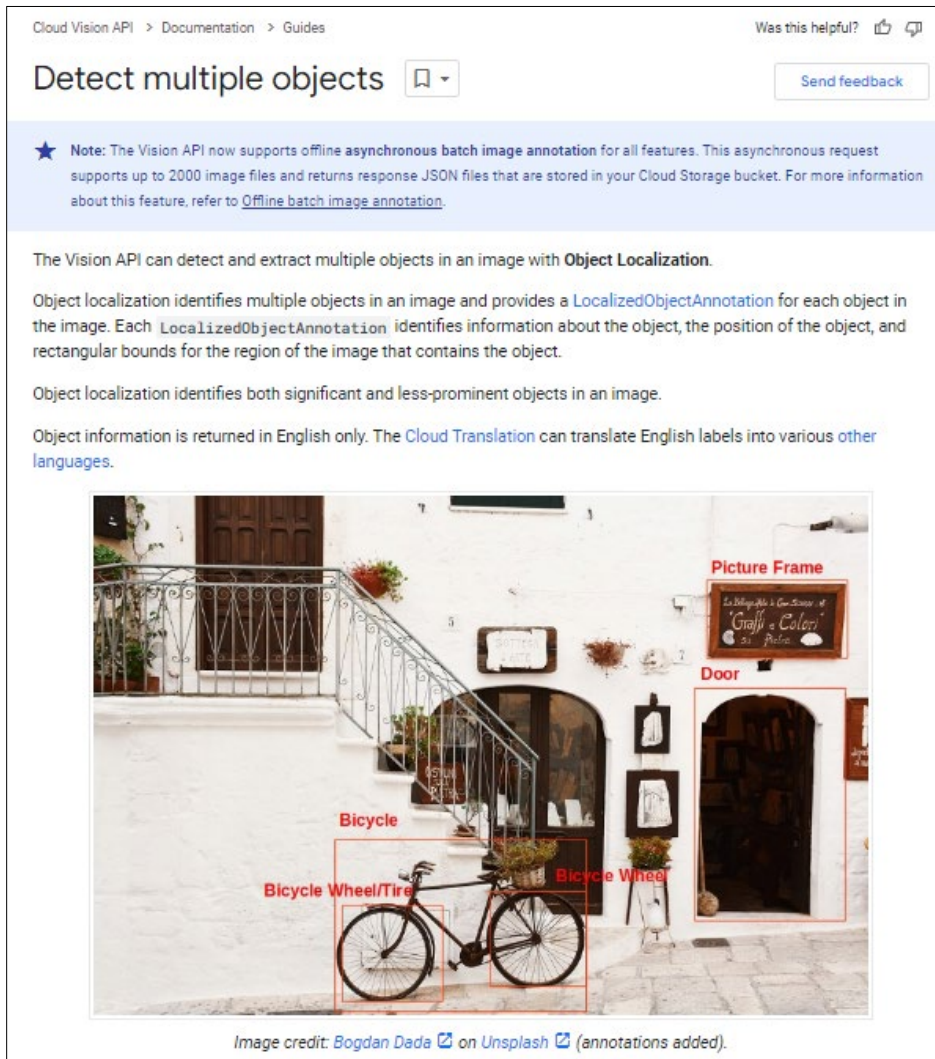 Cloud Vision API > Documentation > Guides
Was this helpful?
Detect multiple objects
Send feedback
Note: The Vision API now supports offline asynchronous batch image annotation for all features. This asynchronous request
supports up to 2000 image files and returns response JSON files that are stored in your Cloud Storage bucket. For more information
about this feature, refer to Offline batch image annotation.
The Vision API can detect and extract multiple objects in an image with Object Localization.
Object localization identifies multiple objects in an image and provides a LocalizedObjectAnnotation for each object in
the image. Each LocalizedObjectAnnotation identifies information about the object, the position of the object, and
rectangular bounds for the region of the image that contains the object.
Object localization identifies both significant and less-prominent objects in an image.
Object information is returned in English only. The Cloud Translation can translate English labels into various other
languages.
Picture Frame
"Graffi e Colori"
su Pietra
5
BOTTEGA
7
Door
OSTUNI
Bicycle
Bicycle Wheel/Tire
Bicycle Wheel
Image credit: Bogdan Dada on Unsplash (annotations added).